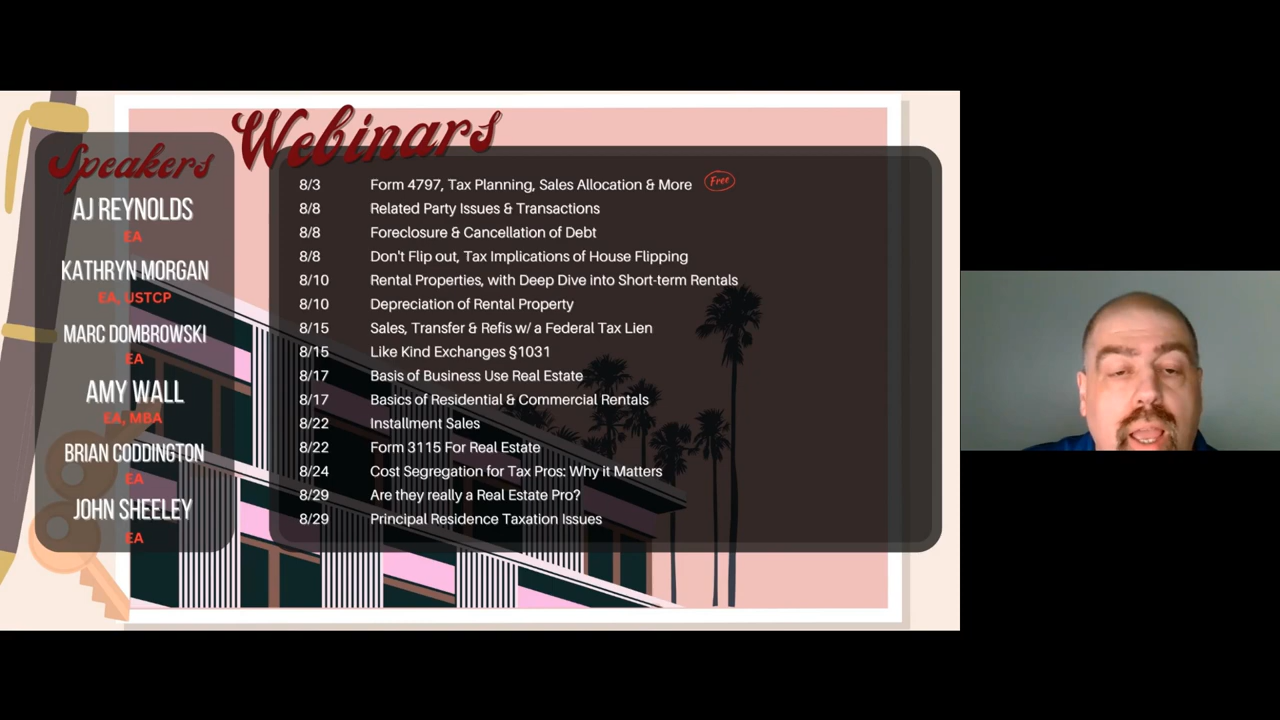 Webinars
Speakers
AJ REYNOLDS
EA
KATHRYN MORGAN
EA, USTCP
MARC DOMBROWSKI
EA
AMY WALL
EA, MBA
BRIAN CODDINGTON
EA
JOHN SHEELEY
EA
8/3 Form 4797, Tax Planning, Sales Allocation & More Free
8/8 Related Party Issues & Transactions
8/8 Foreclosure & Cancellation of Debt
8/8 Don't Flip out, Tax Implications of House Flipping
8/10 Rental Properties, with Deep Dive into Short-term Rentals
8/10 Depreciation of Rental Property
8/15 Sales, Transfer & Refis w/ a Federal Tax Lien
8/15 Like Kind Exchanges §1031
8/17 Basis of Business Use Real Estate
8/17 Basics of Residential & Commercial Rentals
8/22 Installment Sales
8/22 Form 3115 For Real Estate
8/24 Cost Segregation for Tax Pros: Why it Matters
8/29 Are they really a Real Estate Pro?
8/29 Principal Residence Taxation Issues